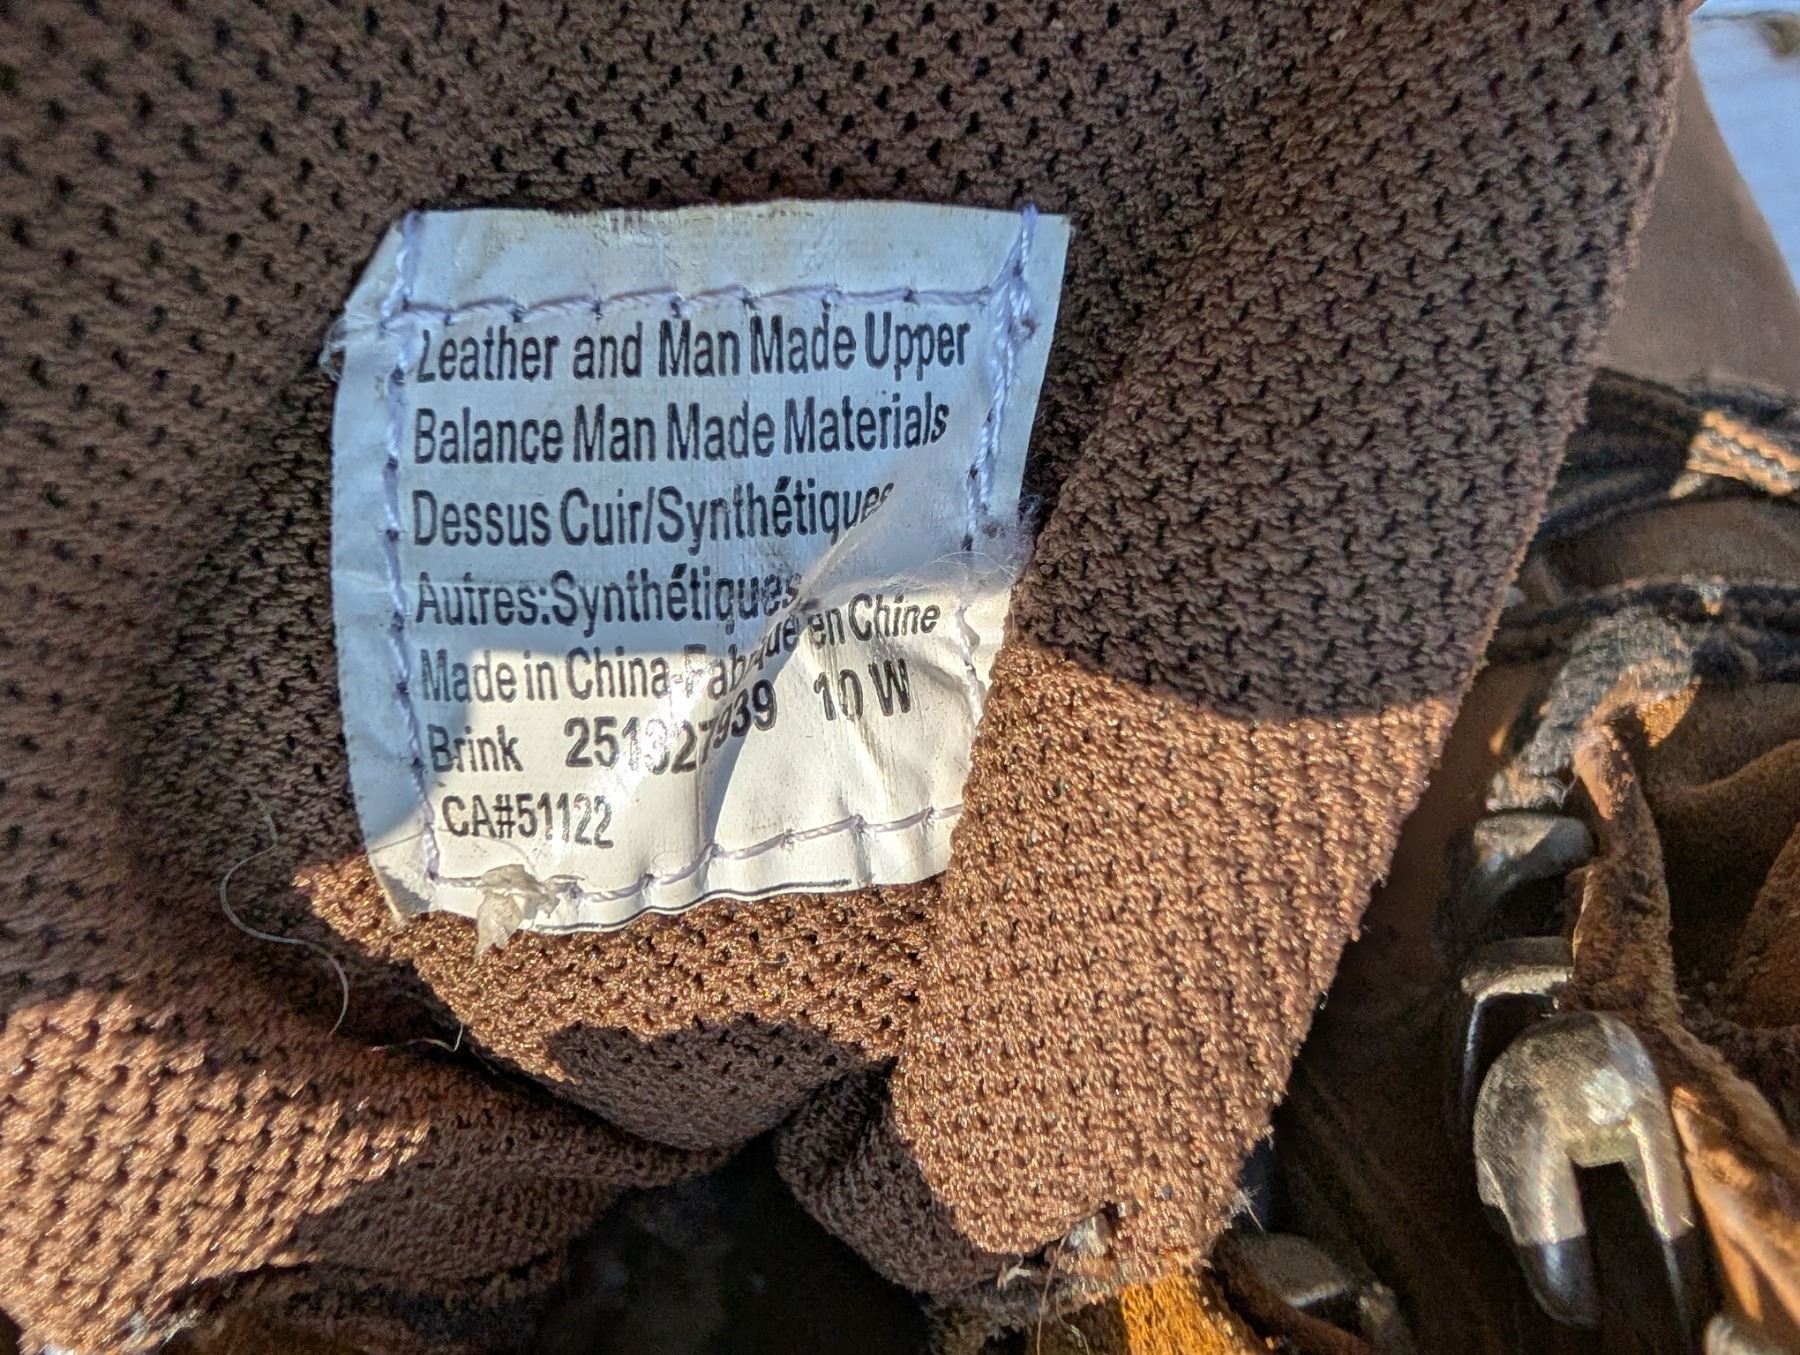 Leather and Man Made Upper
Balance Man Made Materials
Dessus Cuir/Synthétiques
Autres:Synthétiques
Made in China-Fabriqué en Chine
Brink 251327939 10 W
CA#51122